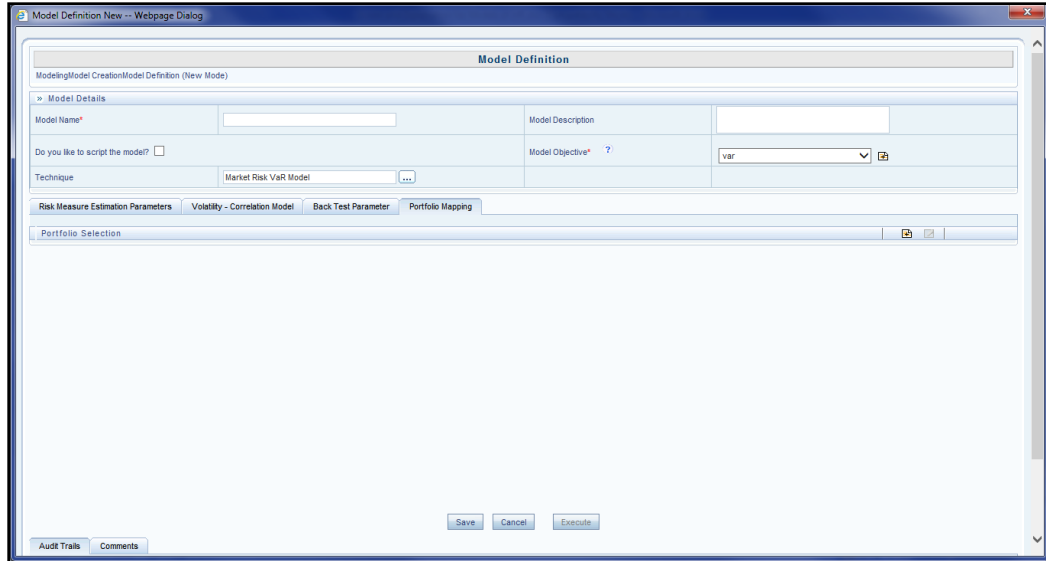 Model Definition New -- Webpage Dialog
Model Definition
ModelingModel CreationModel Definition (New Mode)
» Model Details
Model Name* Model Description
Do you like to script the model? Model Objective* ? var
Technique Market Risk VaR Model ...
Risk Measure Estimation Parameters Volatility - Correlation Model Back Test Parameter Portfolio Mapping
Portfolio Selection
Save Cancel Execute
Audit Trails Comments